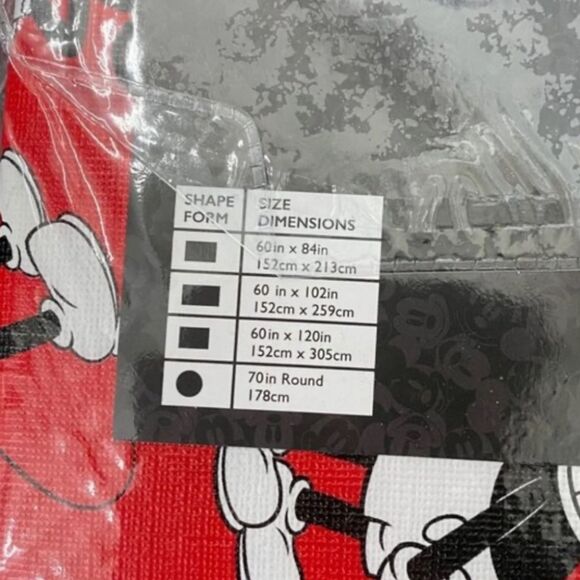 SHAPE FORM
SIZE DIMENSIONS
60in x 84in
152cm x 213cm
60 in x 102in
152cm x 259cm
60in x 120in
152cm x 305cm
70in Round
178cm